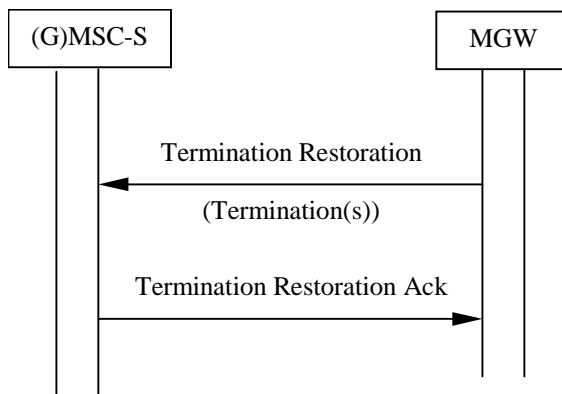 (G)MSC-S
MGW
Termination Restoration
(Termination(s))
Termination Restoration Ack